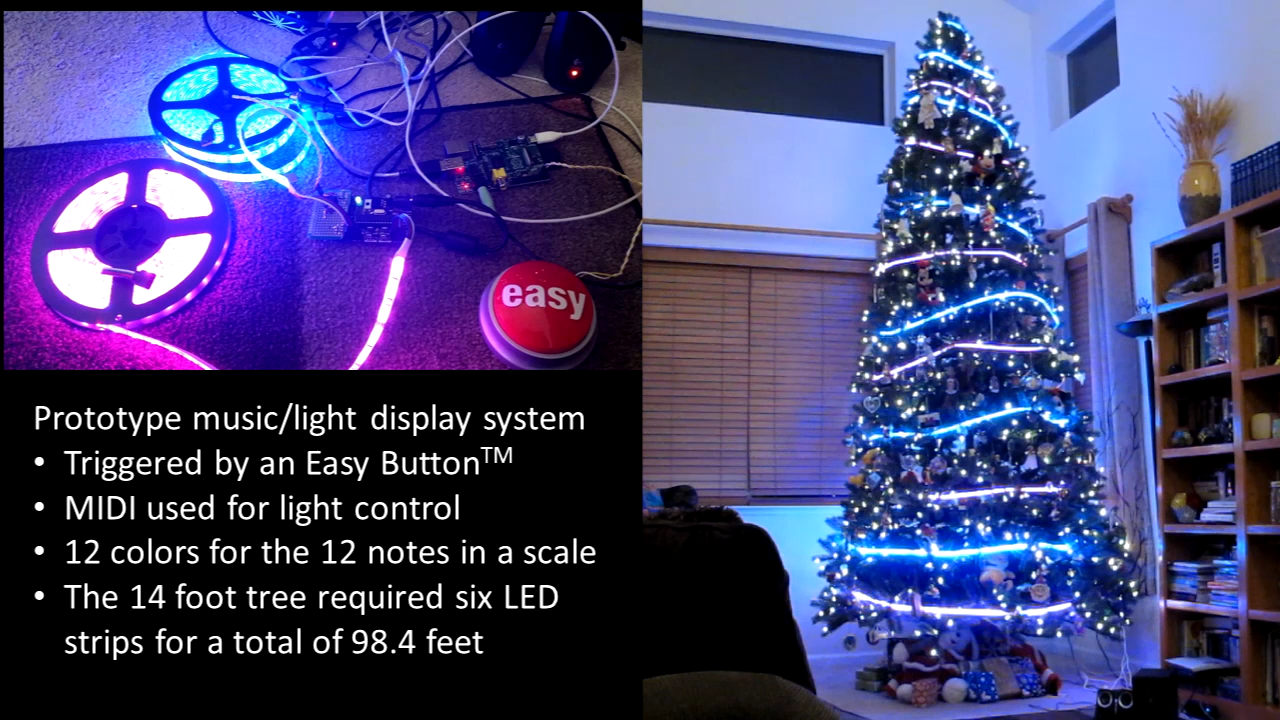 easy
Prototype music/light display system
• Triggered by an Easy Button™
• MIDI used for light control
• 12 colors for the 12 notes in a scale
• The 14 foot tree required six LED
strips for a total of 98.4 feet